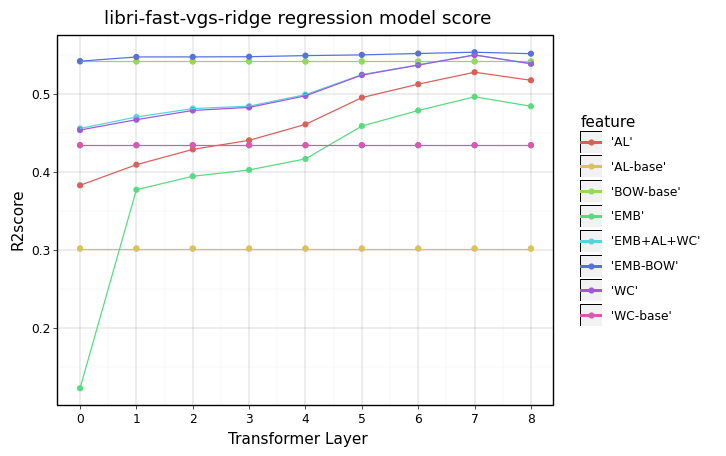 libri-fast-vgs-ridge regression model score
R2score
0.5
0.4
0.3
0.2
0 1 2 3 4 5 6 7 8
Transformer Layer
feature
'AL'
'AL-base'
'BOW-base'
'EMB'
'EMB+AL+WC'
'EMB-BOW'
'WC'
'WC-base'